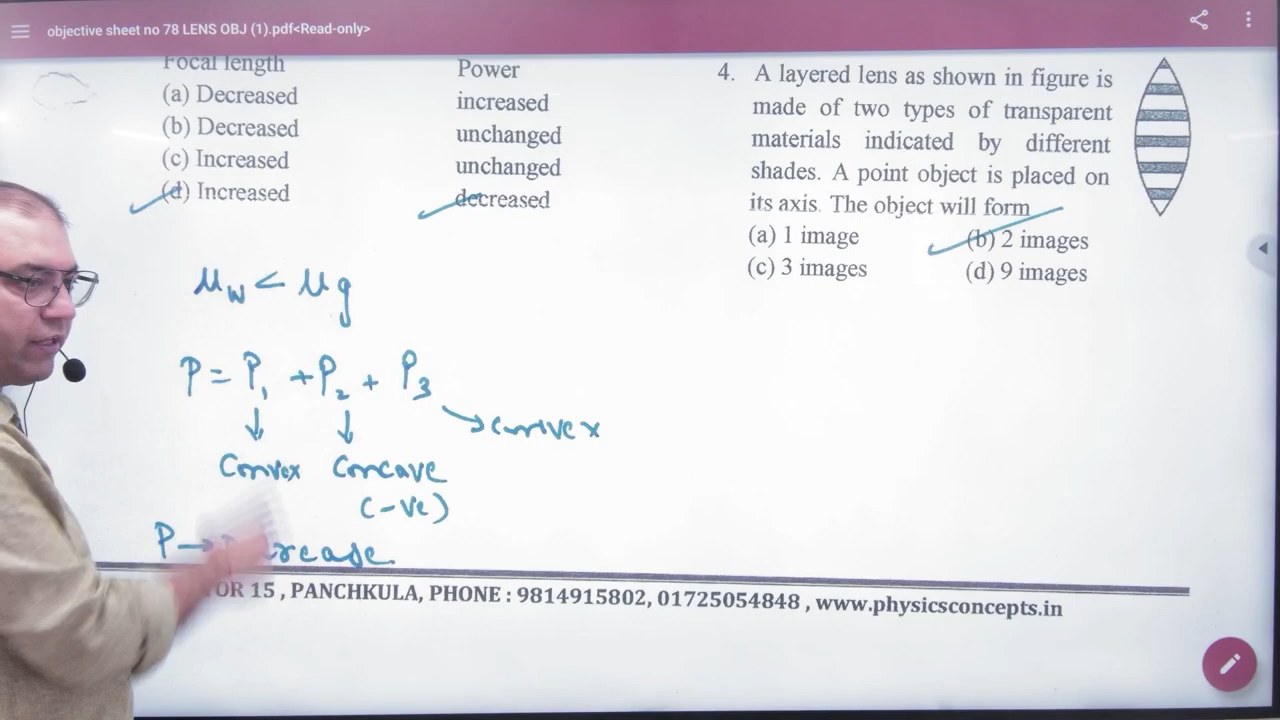 objective sheet no 78 LENS OBJ (1).pdf<Read-only>
Focal length Power
(a) Decreased increased
(b) Decreased unchanged
(c) Increased unchanged
(d) Increased decreased
μw < μg
P = P1 + P2 + P3
Convex Concave convex
(-ve)
P → crease
4. A layered lens as shown in figure is
made of two types of transparent
materials indicated by different
shades. A point object is placed on
its axis. The object will form
(a) 1 image (b) 2 images
(c) 3 images (d) 9 images
OR 15 , PANCHKULA, PHONE : 9814915802, 01725054848 , www.physicsconcepts.in